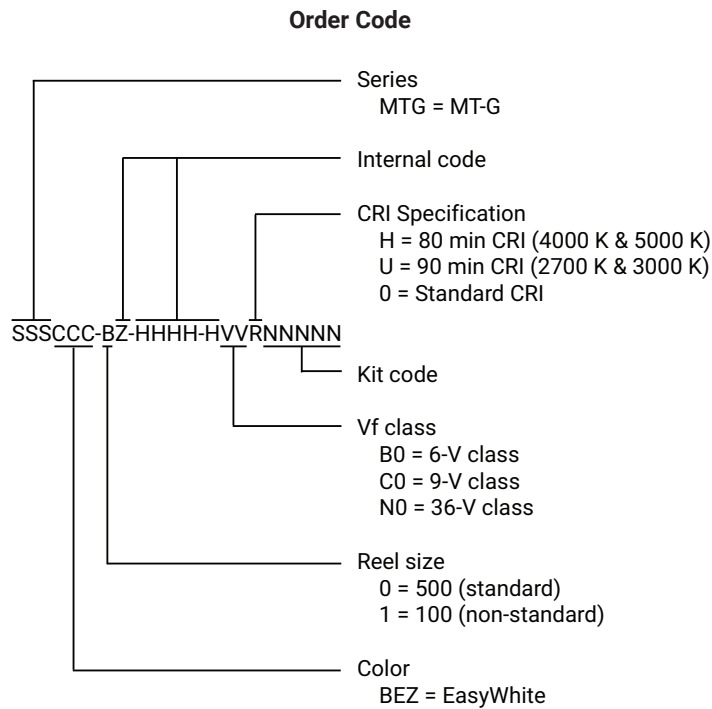 Order Code
Series
MTG = MT-G
Internal code
CRI Specification
H = 80 min CRI (4000 K & 5000 K)
U = 90 min CRI (2700 K & 3000 K)
0 = Standard CRI
SSSCCC-BZ-HHHH-HVVRNNNNN
Kit code
Vf class
B0 = 6-V class
C0 = 9-V class
N0 = 36-V class
Reel size
0 = 500 (standard)
1 = 100 (non-standard)
Color
BEZ = EasyWhite